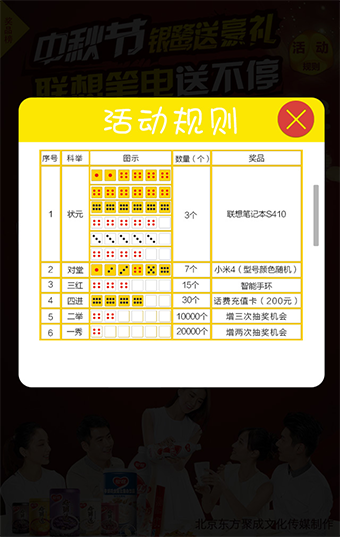 中秋节 银鹭送豪礼
活动
规则
联想笔电送不停
活动规则
序号 科举 图示 数量（个） 奖品
1 状元 3个 联想笔记本S410
2 对堂 7个 小米4（型号颜色随机）
3 三红 15个 智能手环
4 四进 30个 话费充值卡（200元）
5 二举 10000个 增三次抽奖机会
6 一秀 20000个 增两次抽奖机会
北京东方聚成文化传媒制作